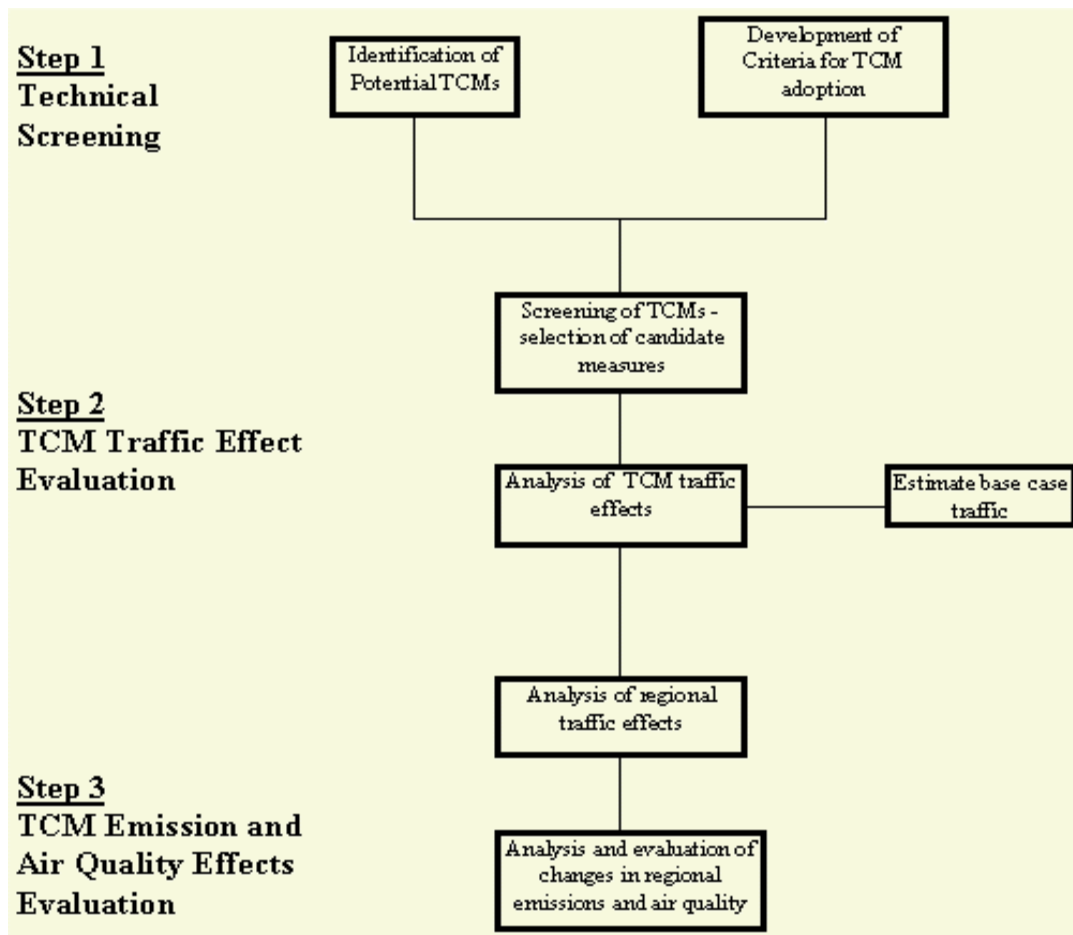 Step 1
Technical
Screening
Identification of
Potential TCMs
Development of
Criteria for TCM
adoption
Screening of TCMs -
selection of candidate
measures
Step 2
TCM Traffic Effect
Evaluation
Analysis of TCM traffic
effects
Estimate base case
traffic
Analysis of regional
traffic effects
Step 3
TCM Emission and
Air Quality Effects
Evaluation
Analysis and evaluation of
changes in regional
emissions and air quality